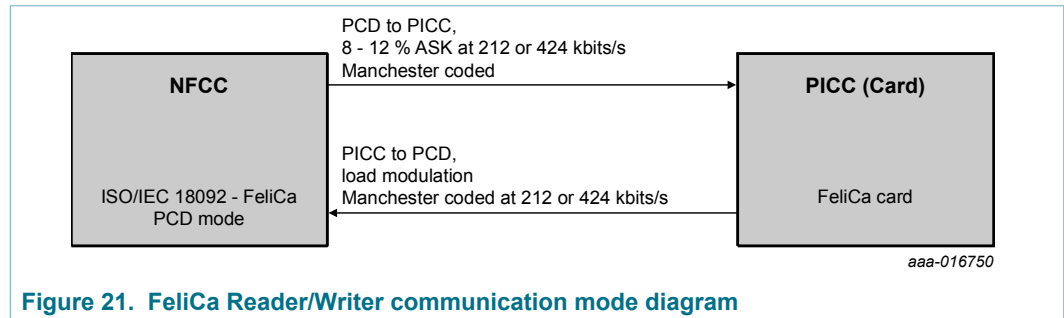 PCD to PICC,
8 - 12 % ASK at 212 or 424 kbits/s
Manchester coded
NFCC
PICC (Card)
PICC to PCD,
load modulation
Manchester coded at 212 or 424 kbits/s
ISO/IEC 18092 - FeliCa
PCD mode
FeliCa card
aaa-016750
Figure 21. FeliCa Reader/Writer communication mode diagram